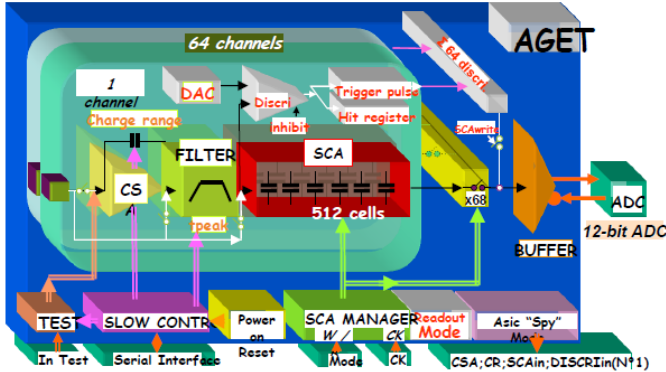 AGET
64 channels
Σ 64 discri.
1
channel
DAC
Discri
Trigger pulse
Hit register
Inhibit
Charge range
SCAwrite
FILTER
SCA
CS
A
tpeak
512 cells
x68
BUFFER
ADC
12-bit ADC
TEST
SLOW CONTR
Power
on
Reset
SCA MANAGER
W /
CK
Readout
Mode
Asic “Spy”
Mode
In Test
Serial Interface
Mode
CK
CSA;CR;SCAin;DISCRIin(N°1)